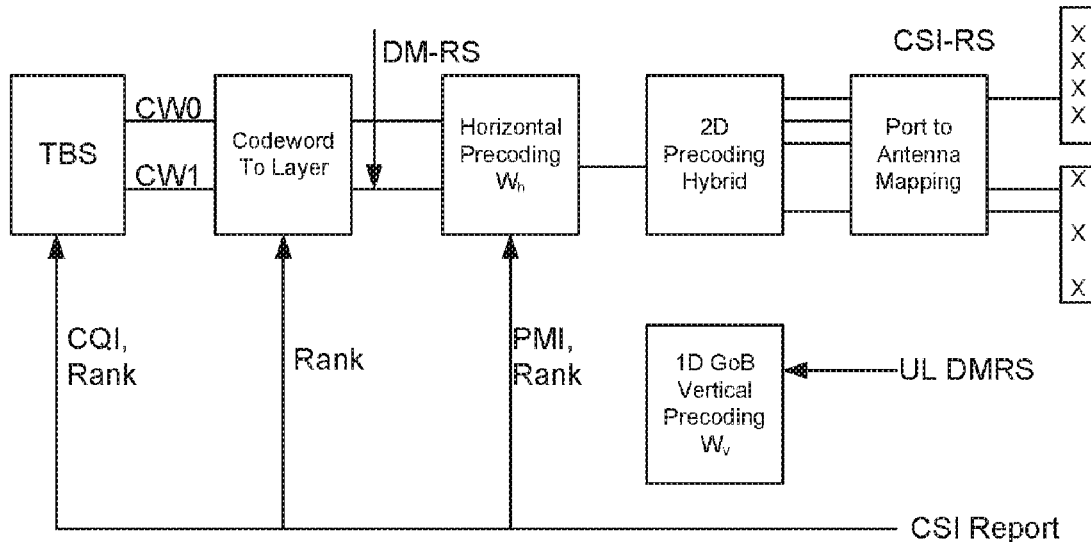 DM-RS
CSI-RS
TBS
CW0
CW1
Codeword
To Layer
Horizontal
Precoding
Wh
2D
Precoding
Hybrid
Port to
Antenna
Mapping
X
X
X
X
X
X
X
CQI,
Rank
Rank
PMI,
Rank
1D GoB
Vertical
Precoding
Wv
UL DMRS
CSI Report